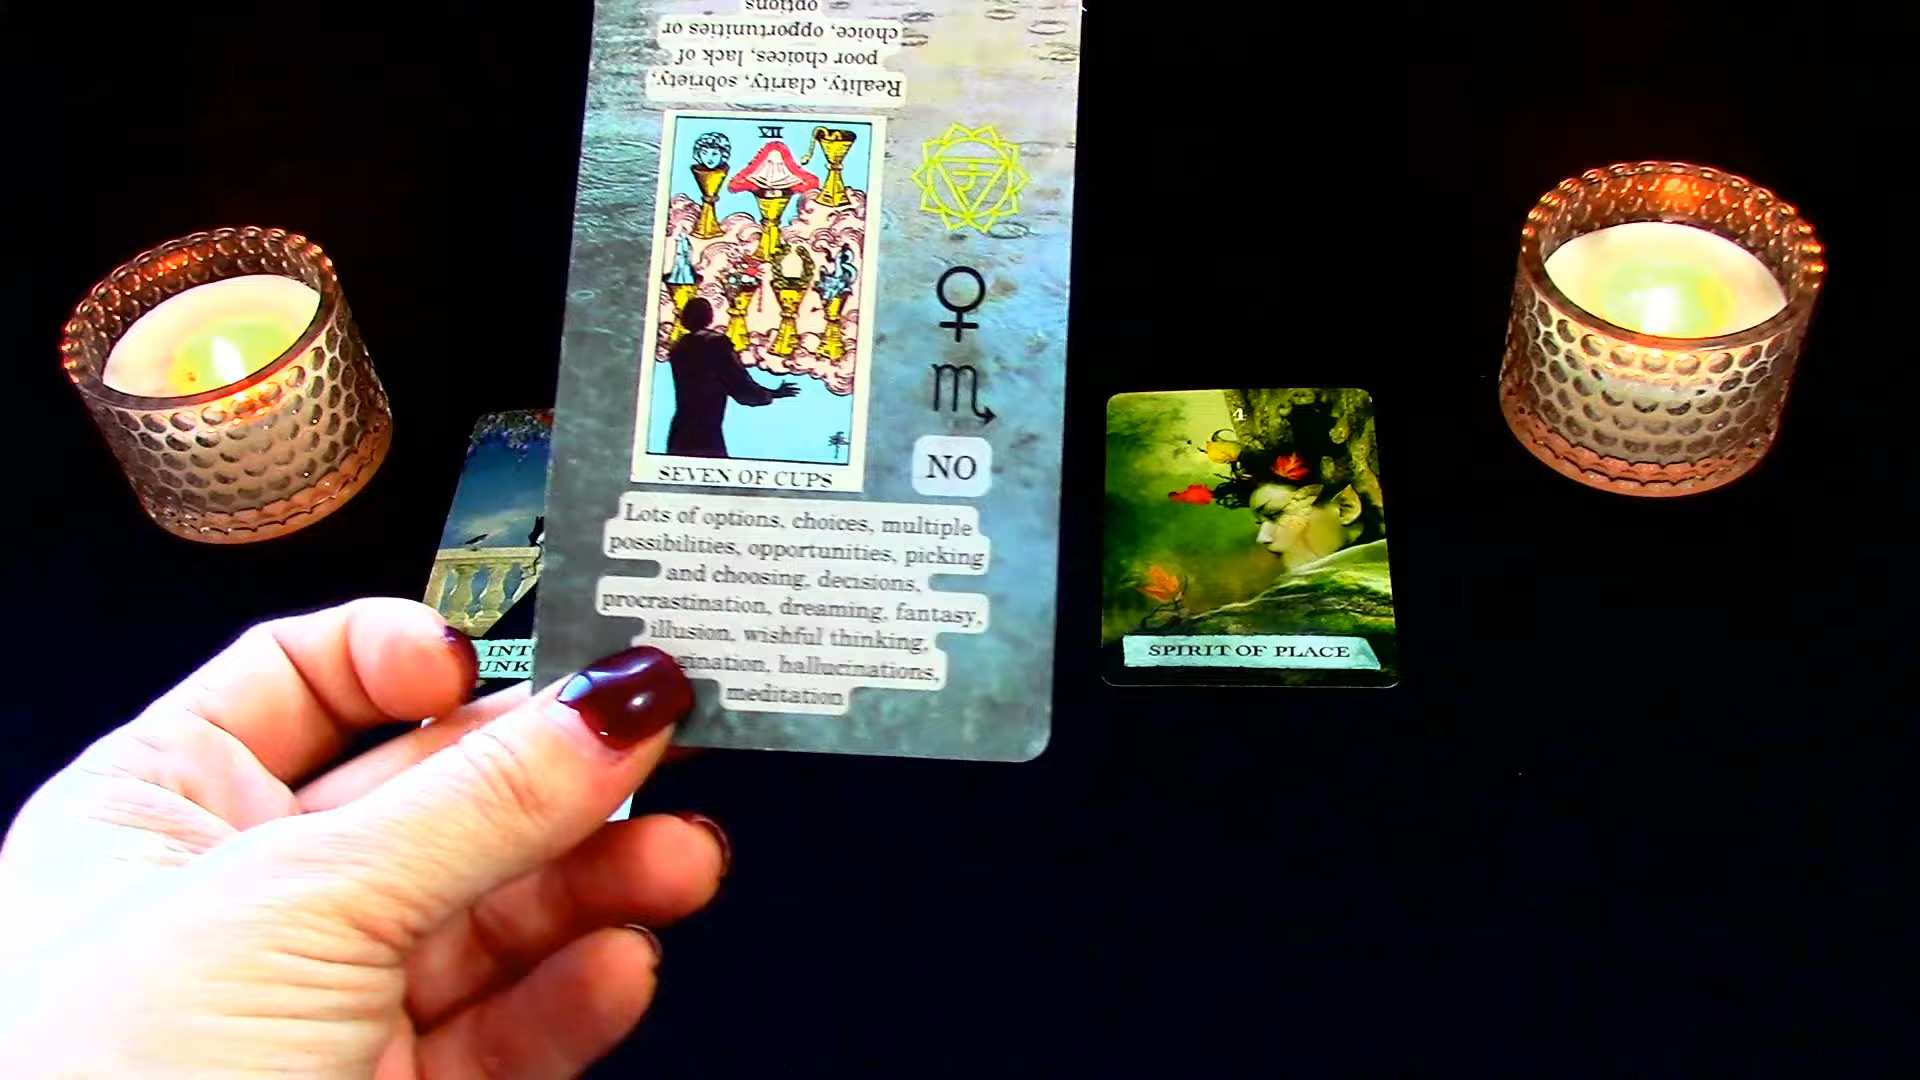 options
choice, opportunities or
poor choices, lack of
Reality, clarity, sobriety,
VII
SEVEN OF CUPS
NO
Lots of options, choices, multiple
possibilities, opportunities, picking
and choosing, decisions,
procrastination, dreaming, fantasy,
illusion, wishful thinking,
hallucinations,
meditation
4
SPIRIT OF PLACE